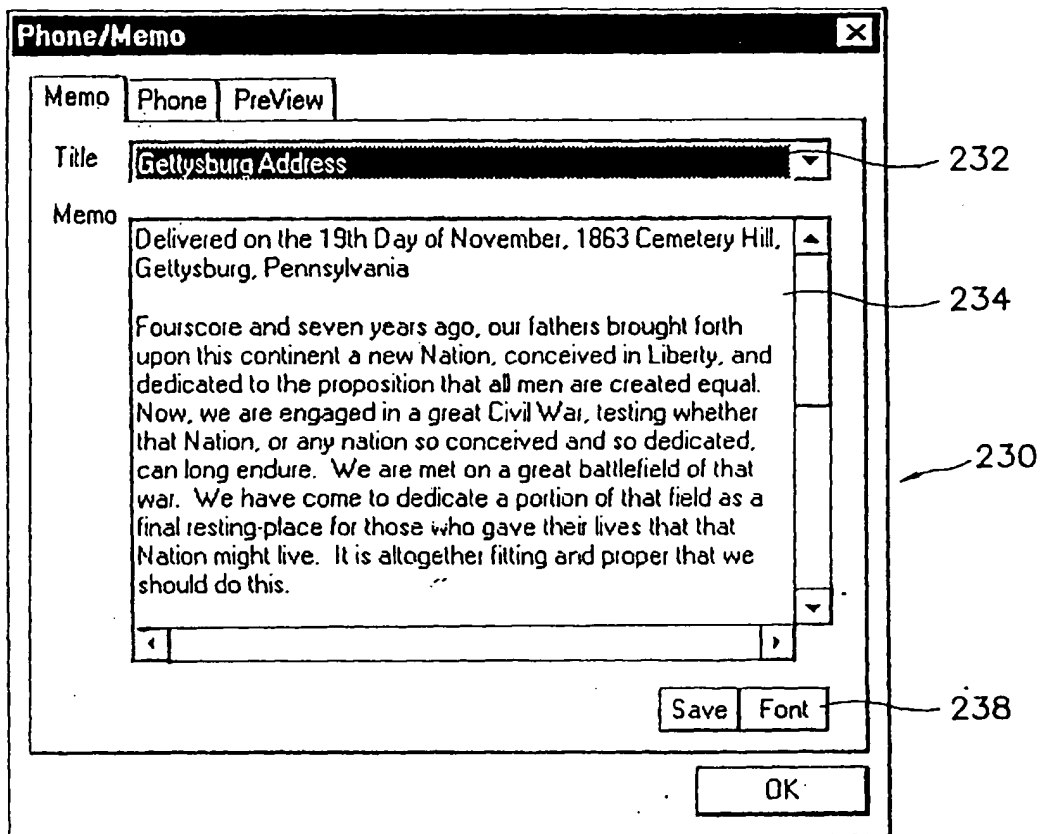 Phone/Memo
Memo Phone PreView
Title Gettysburg Address 232
Memo
Delivered on the 19th Day of November, 1863 Cemetery Hill,
Gettysburg, Pennsylvania
234
Fourscore and seven years ago, our fathers brought forth
upon this continent a new Nation, conceived in Liberty, and
dedicated to the proposition that all men are created equal.
Now, we are engaged in a great Civil War, testing whether
that Nation, or any nation so conceived and so dedicated,
can long endure. We are met on a great battlefield of that
230
war. We have come to dedicate a portion of that field as a
final resting-place for those who gave their lives that that
Nation might live. It is altogether fitting and proper that we
should do this.
Save Font 238
OK